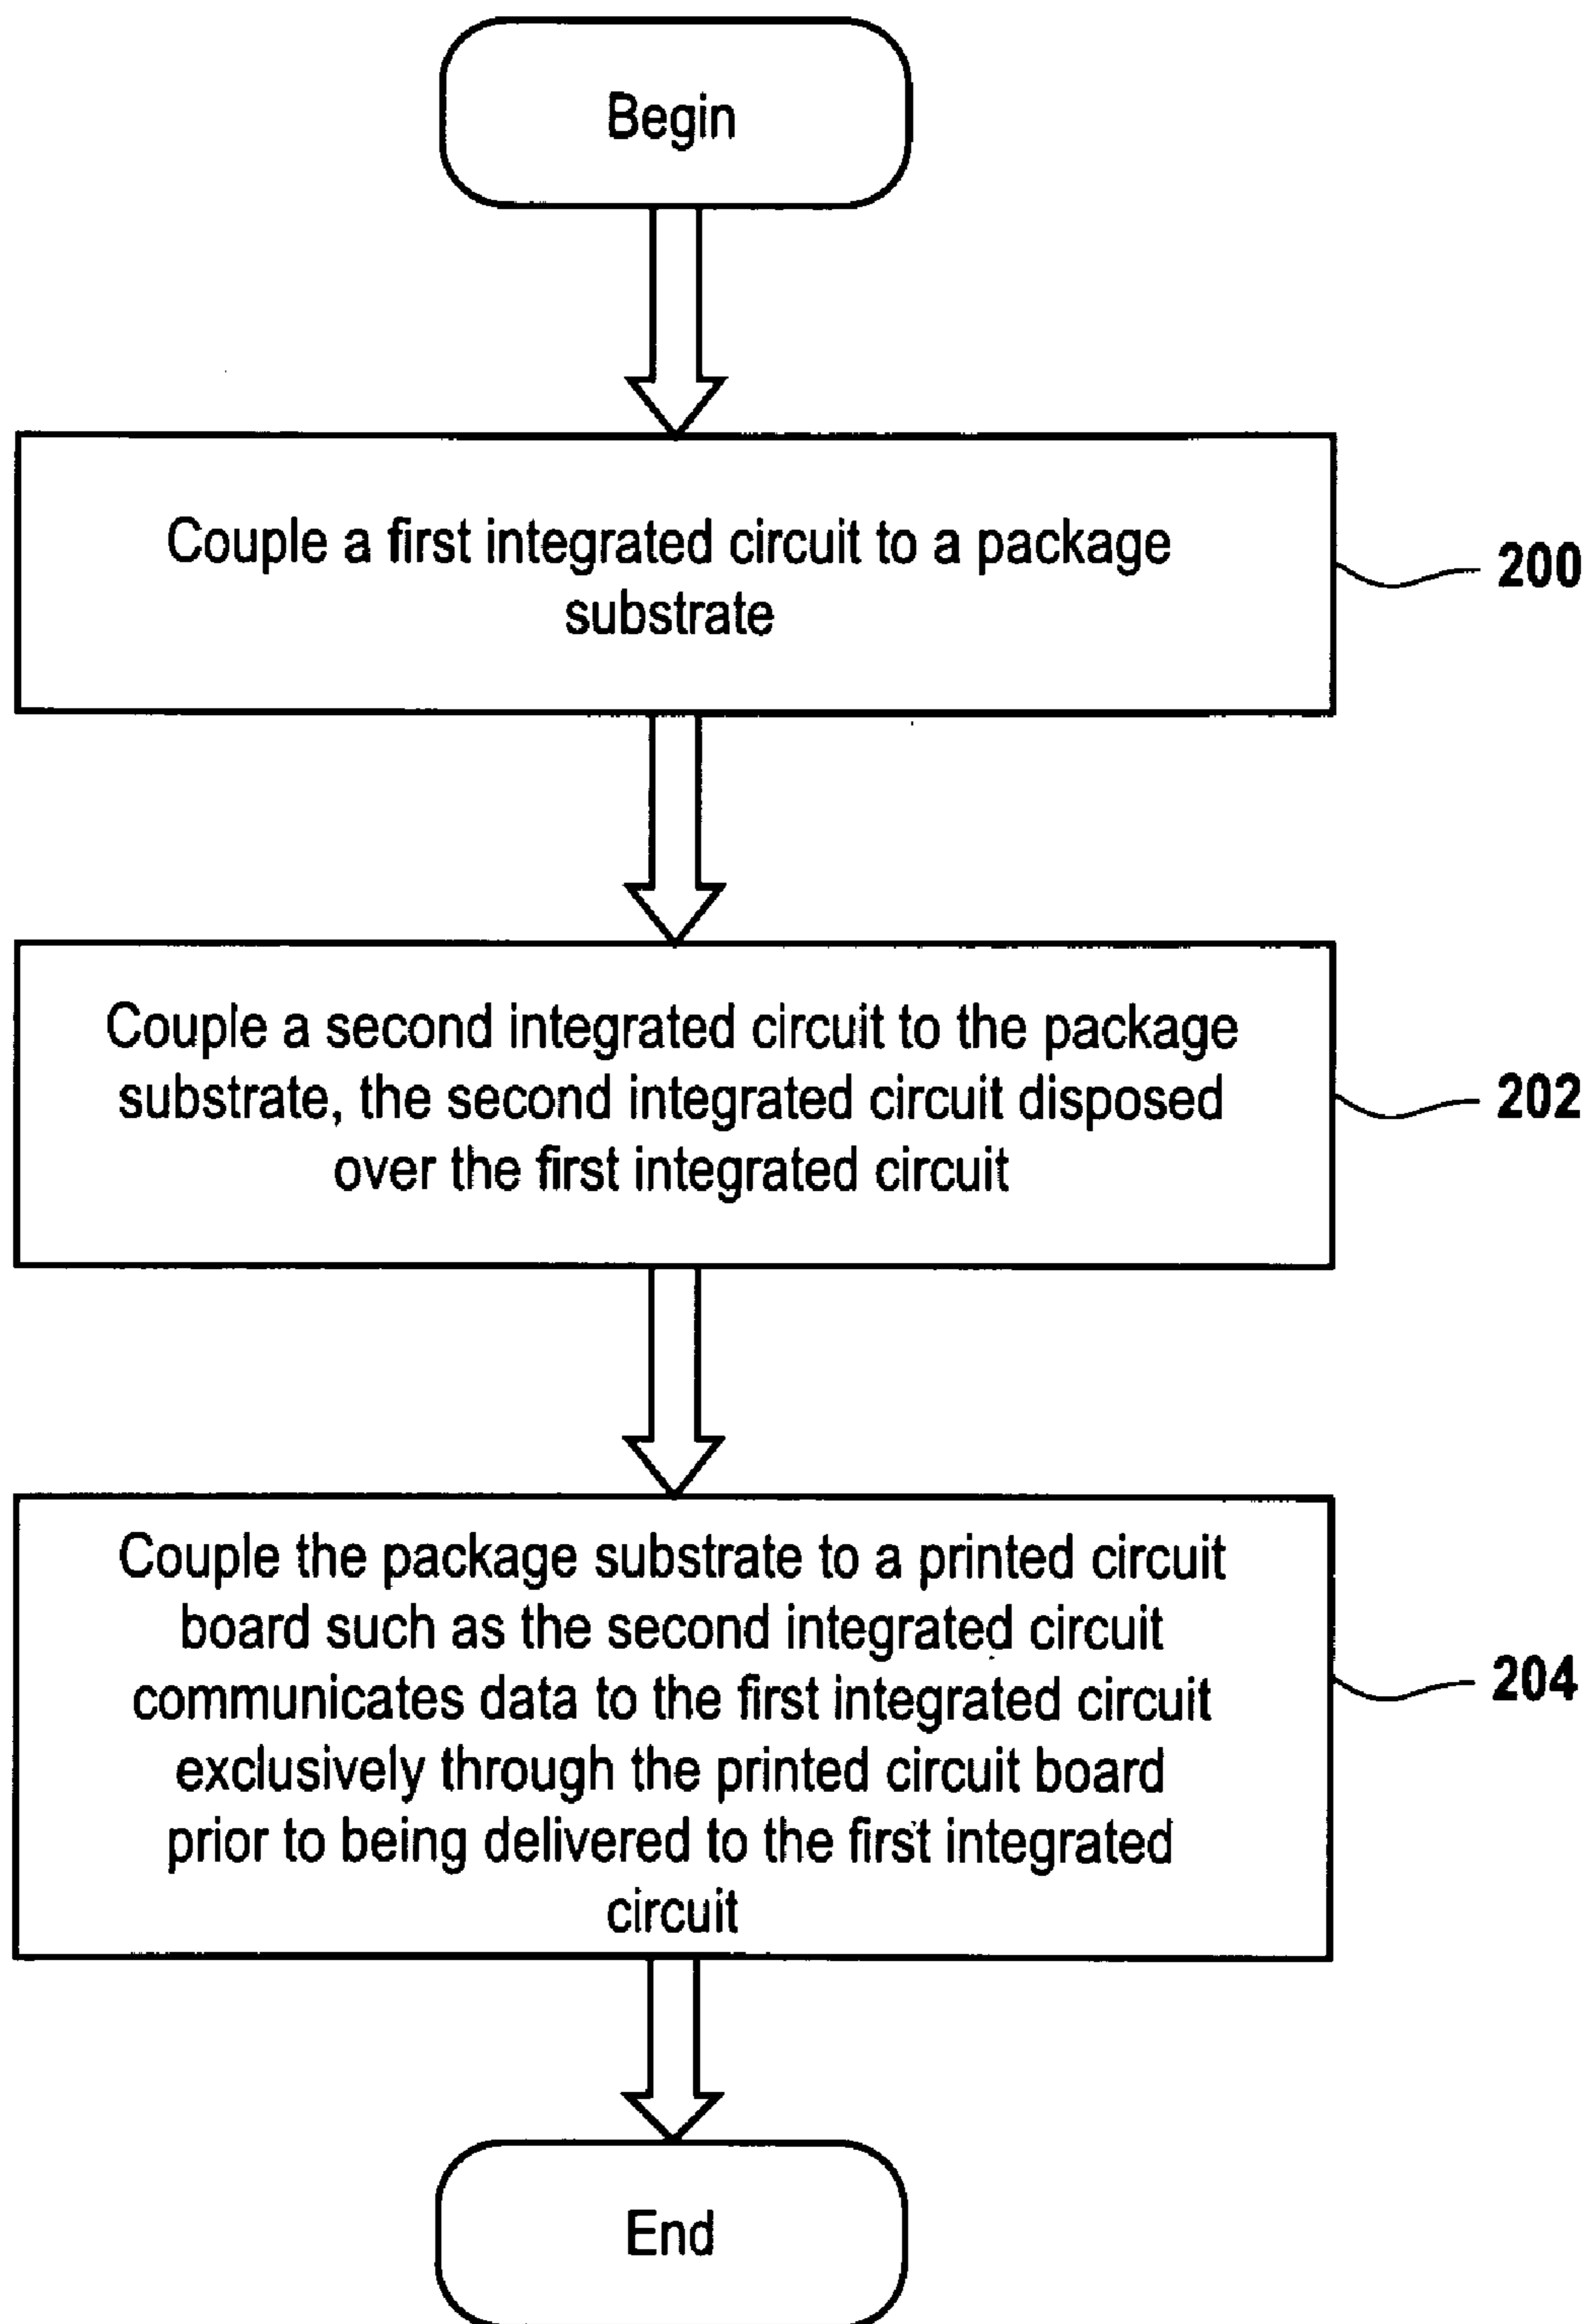 Begin
Couple a first integrated circuit to a package
substrate
200
Couple a second integrated circuit to the package
substrate, the second integrated circuit disposed
over the first integrated circuit
202
Couple the package substrate to a printed circuit
board such as the second integrated circuit
communicates data to the first integrated circuit
exclusively through the printed circuit board
prior to being delivered to the first integrated
circuit
204
End